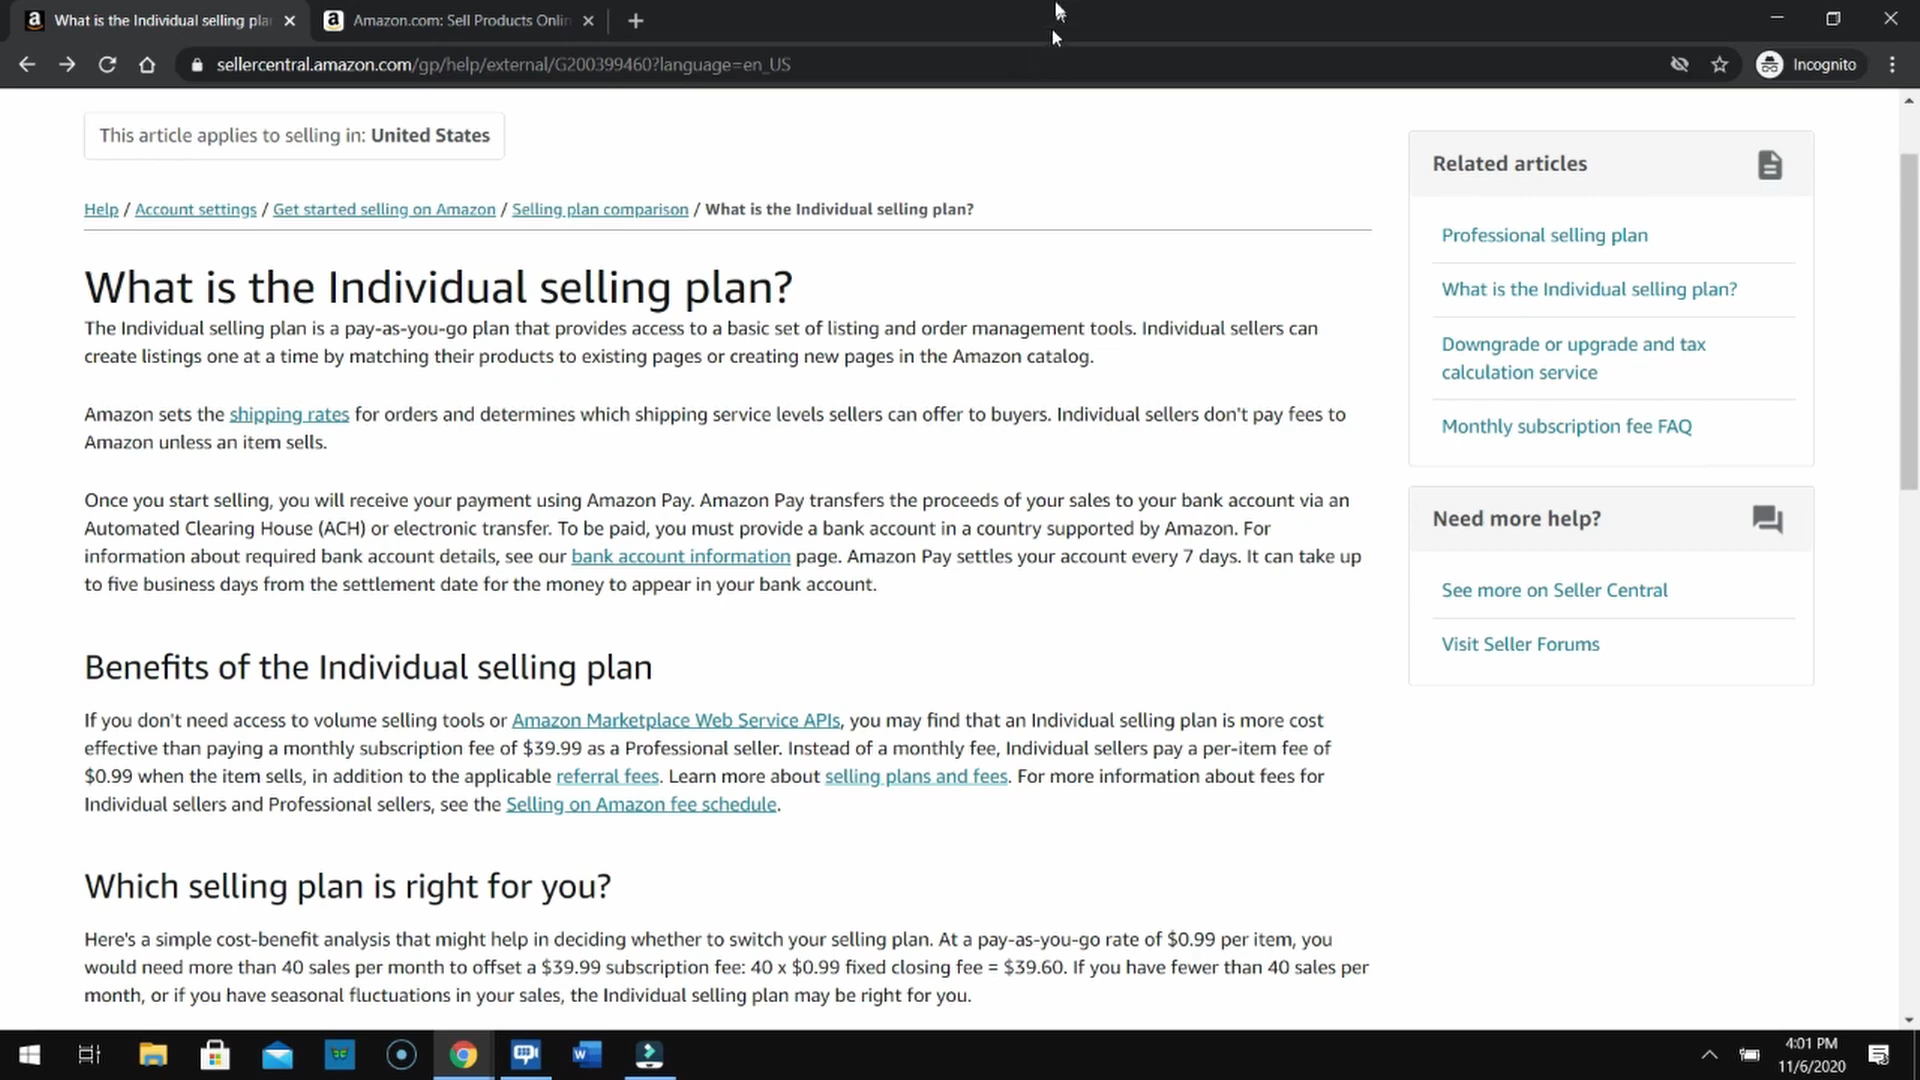 What is the Individual selling pla
Amazon.com: Sell Products Onlin
sellercentral.amazon.com/gp/help/external/G200399460?language=en_US
Incognito
This article applies to selling in: United States
Help / Account settings / Get started selling on Amazon / Selling plan comparison / What is the Individual selling plan?
What is the Individual selling plan?
The Individual selling plan is a pay-as-you-go plan that provides access to a basic set of listing and order management tools. Individual sellers can
create listings one at a time by matching their products to existing pages or creating new pages in the Amazon catalog.
Amazon sets the shipping rates for orders and determines which shipping service levels sellers can offer to buyers. Individual sellers don't pay fees to
Amazon unless an item sells.
Once you start selling, you will receive your payment using Amazon Pay. Amazon Pay transfers the proceeds of your sales to your bank account via an
Automated Clearing House (ACH) or electronic transfer. To be paid, you must provide a bank account in a country supported by Amazon. For
information about required bank account details, see our bank account information page. Amazon Pay settles your account every 7 days. It can take up
to five business days from the settlement date for the money to appear in your bank account.
Benefits of the Individual selling plan
If you don't need access to volume selling tools or Amazon Marketplace Web Service APIs, you may find that an Individual selling plan is more cost
effective than paying a monthly subscription fee of $39.99 as a Professional seller. Instead of a monthly fee, Individual sellers pay a per-item fee of
$0.99 when the item sells, in addition to the applicable referral fees. Learn more about selling plans and fees. For more information about fees for
Individual sellers and Professional sellers, see the Selling on Amazon fee schedule.
Which selling plan is right for you?
Here's a simple cost-benefit analysis that might help in deciding whether to switch your selling plan. At a pay-as-you-go rate of $0.99 per item, you
would need more than 40 sales per month to offset a $39.99 subscription fee: 40 x $0.99 fixed closing fee = $39.60. If you have fewer than 40 sales per
month, or if you have seasonal fluctuations in your sales, the Individual selling plan may be right for you.
Related articles
Professional selling plan
What is the Individual selling plan?
Downgrade or upgrade and tax
calculation service
Monthly subscription fee FAQ
Need more help?
See more on Seller Central
Visit Seller Forums
4:01 PM
11/6/2020